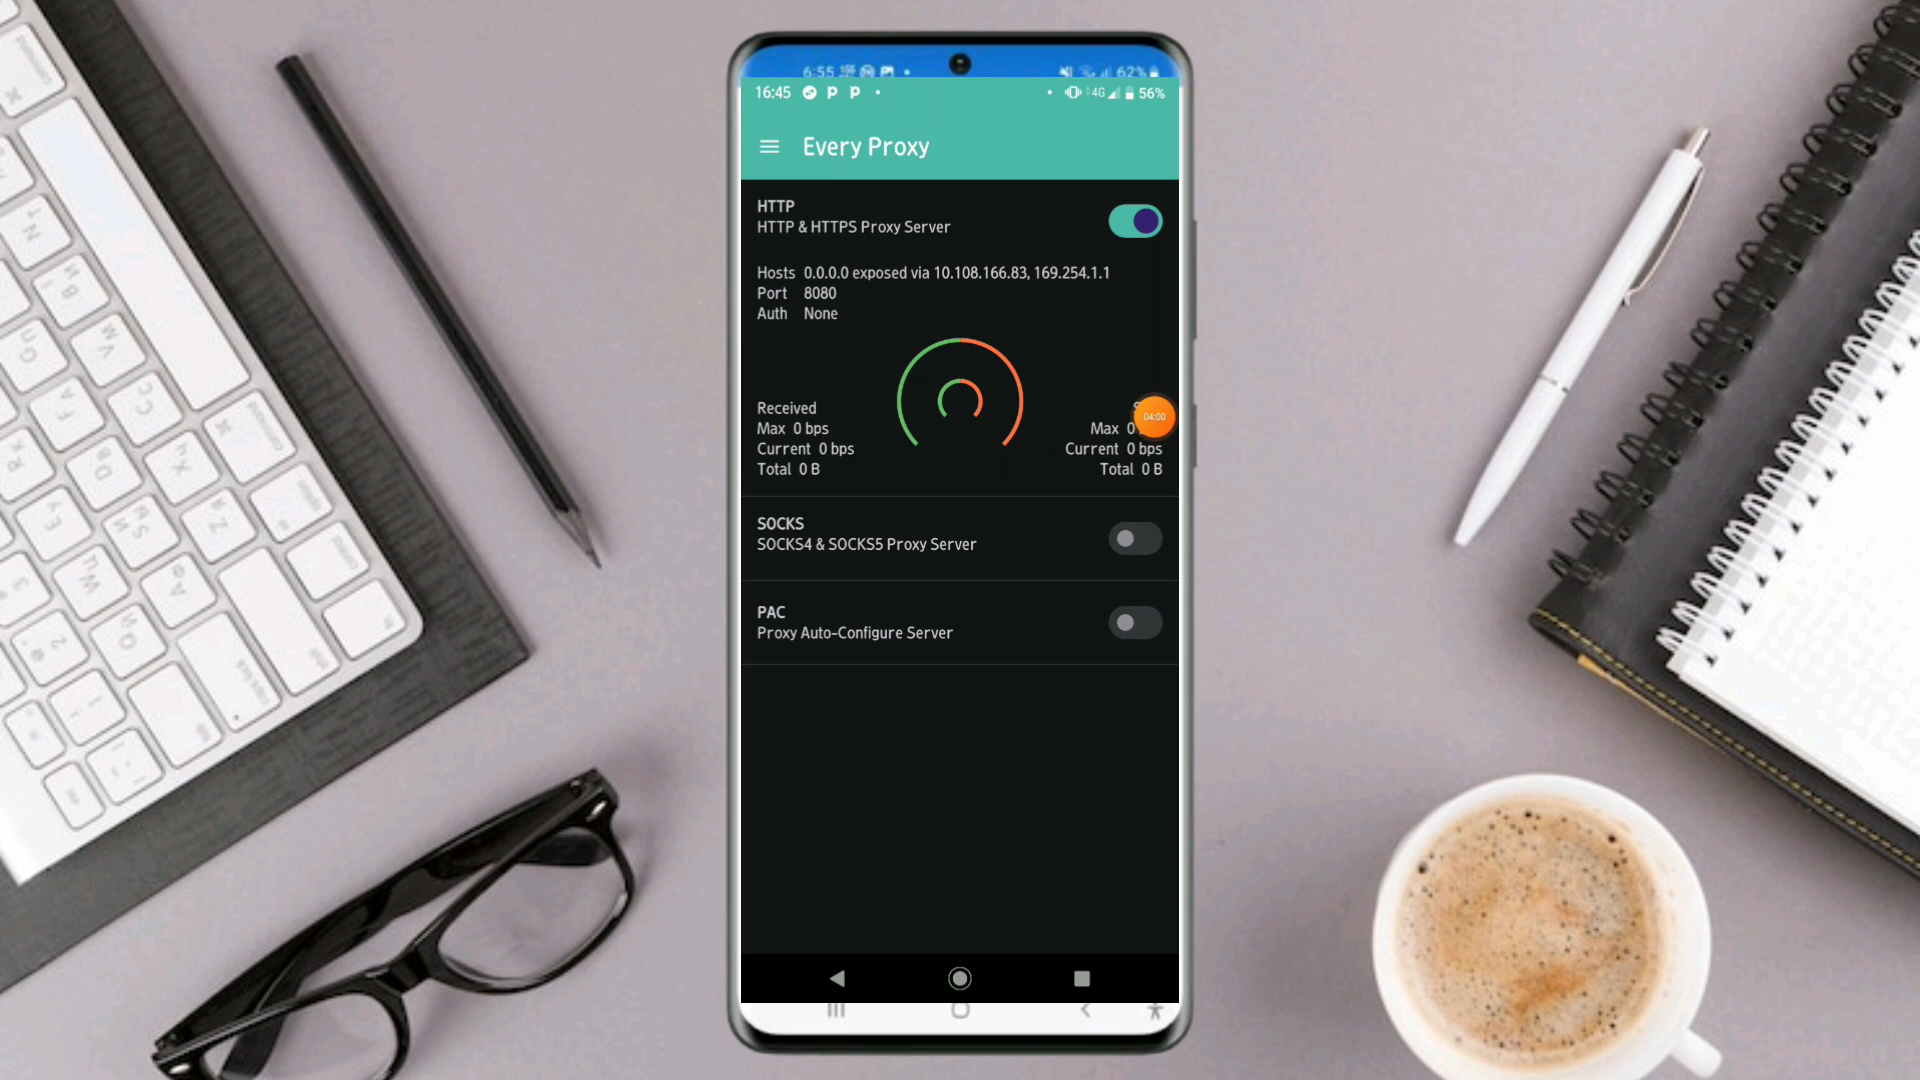 6:55 62%
16:45 P P 4G 56%
Every Proxy
HTTP
HTTP & HTTPS Proxy Server
Hosts 0.0.0.0 exposed via 10.108.166.83, 169.254.1.1
Port 8080
Auth None
Received
Max 0 bps
Current 0 bps
Total 0 B
04:00
Max 0
Current 0 bps
Total 0 B
SOCKS
SOCKS4 & SOCKS5 Proxy Server
PAC
Proxy Auto-Configure Server